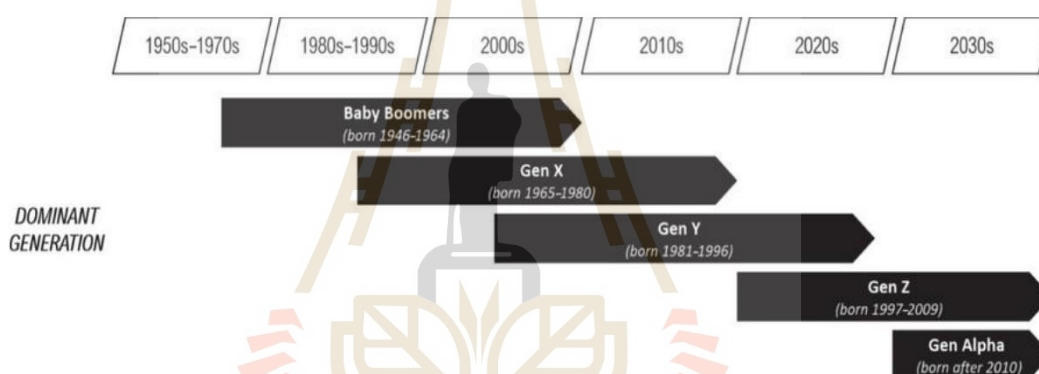 1950s–1970s 1980s–1990s 2000s 2010s 2020s 2030s
Baby Boomers
(born 1946–1964)
Gen X
(born 1965–1980)
DOMINANT
GENERATION
Gen Y
(born 1981–1996)
Gen Z
(born 1997–2009)
Gen Alpha
(born after 2010)